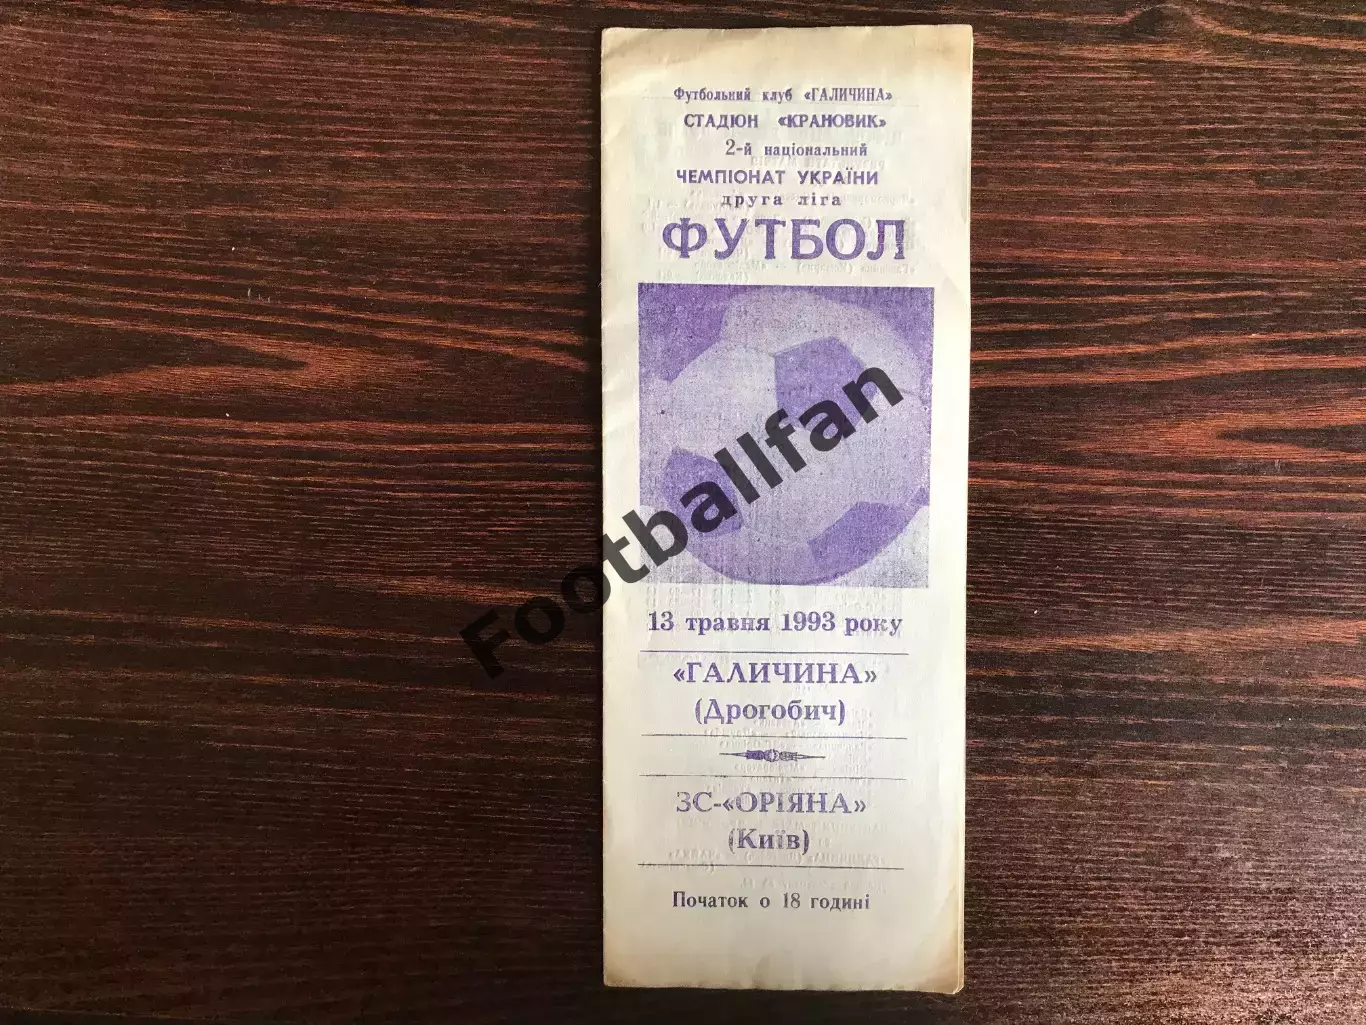 Футбольний клуб «ГАЛИЧИНА»
СТАДІОН «КРАНОВИК»
2-й національний
ЧЕМПІОНАТ УКРАЇНИ
друга ліга
ФУТБОЛ
Footballfan
13 травня 1993 року
«ГАЛИЧИНА»
(Дрогобич)
ЗС-«ОРІЯНА»
(Київ)
Початок о 18 годині